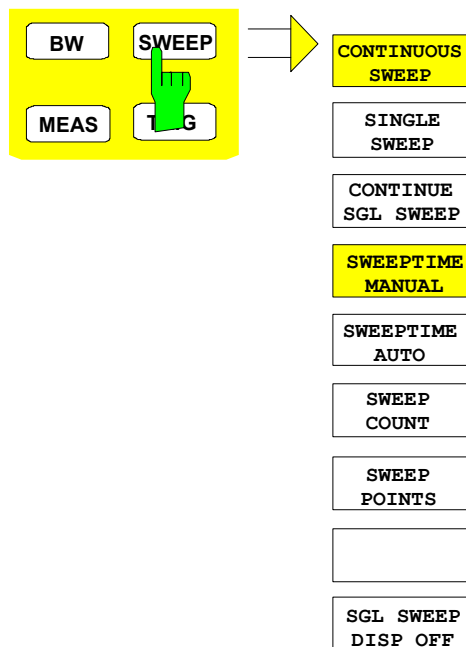 BW
SWEEP
MEAS
CONTINUOUS
SWEEP
SINGLE
SWEEP
CONTINUE
SGL SWEEP
SWEEPTIME
MANUAL
SWEEPTIME
AUTO
SWEEP
COUNT
SWEEP
POINTS
SGL SWEEP
DISP OFF